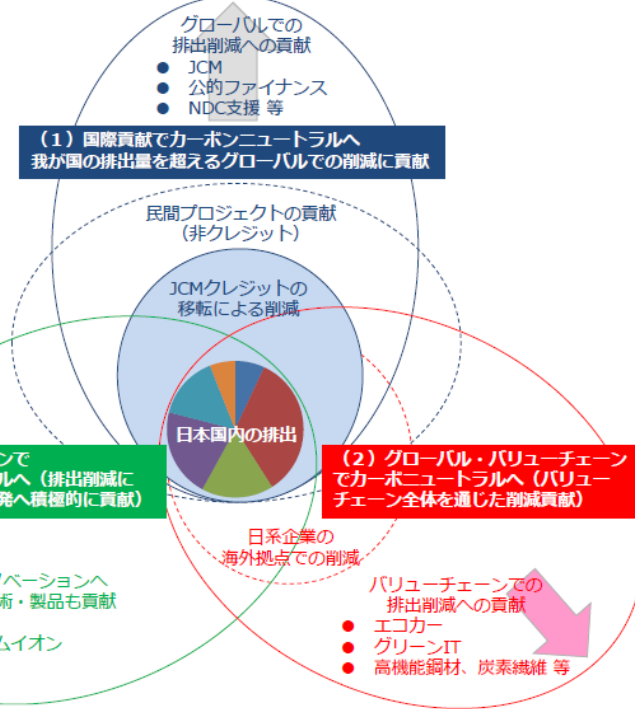 グローバルでの
排出削減への貢献
● JCM
● 公的ファイナンス
● NDC支援 等
(1)国際貢献でカーボンニュートラルへ
我が国の排出量を超えるグローバルでの削減に貢献
民間プロジェクトの貢献
(非クレジット)
JCMクレジットの
移転による削減
日本国内の排出
ンで
ルへ(排出削減に
発へ積極的に貢献)
(2)グローバル・バリューチェーン
でカーボニュートラルへ(バリュー
チェーン全体を通じた削減貢献)
日系企業の
海外拠点での削減
ベーションへ
術・製品も貢献
ムイオン
バリューチェーンでの
排出削減への貢献
● エコカー
● グリーンIT
● 高機能鋼材、炭素繊維 等